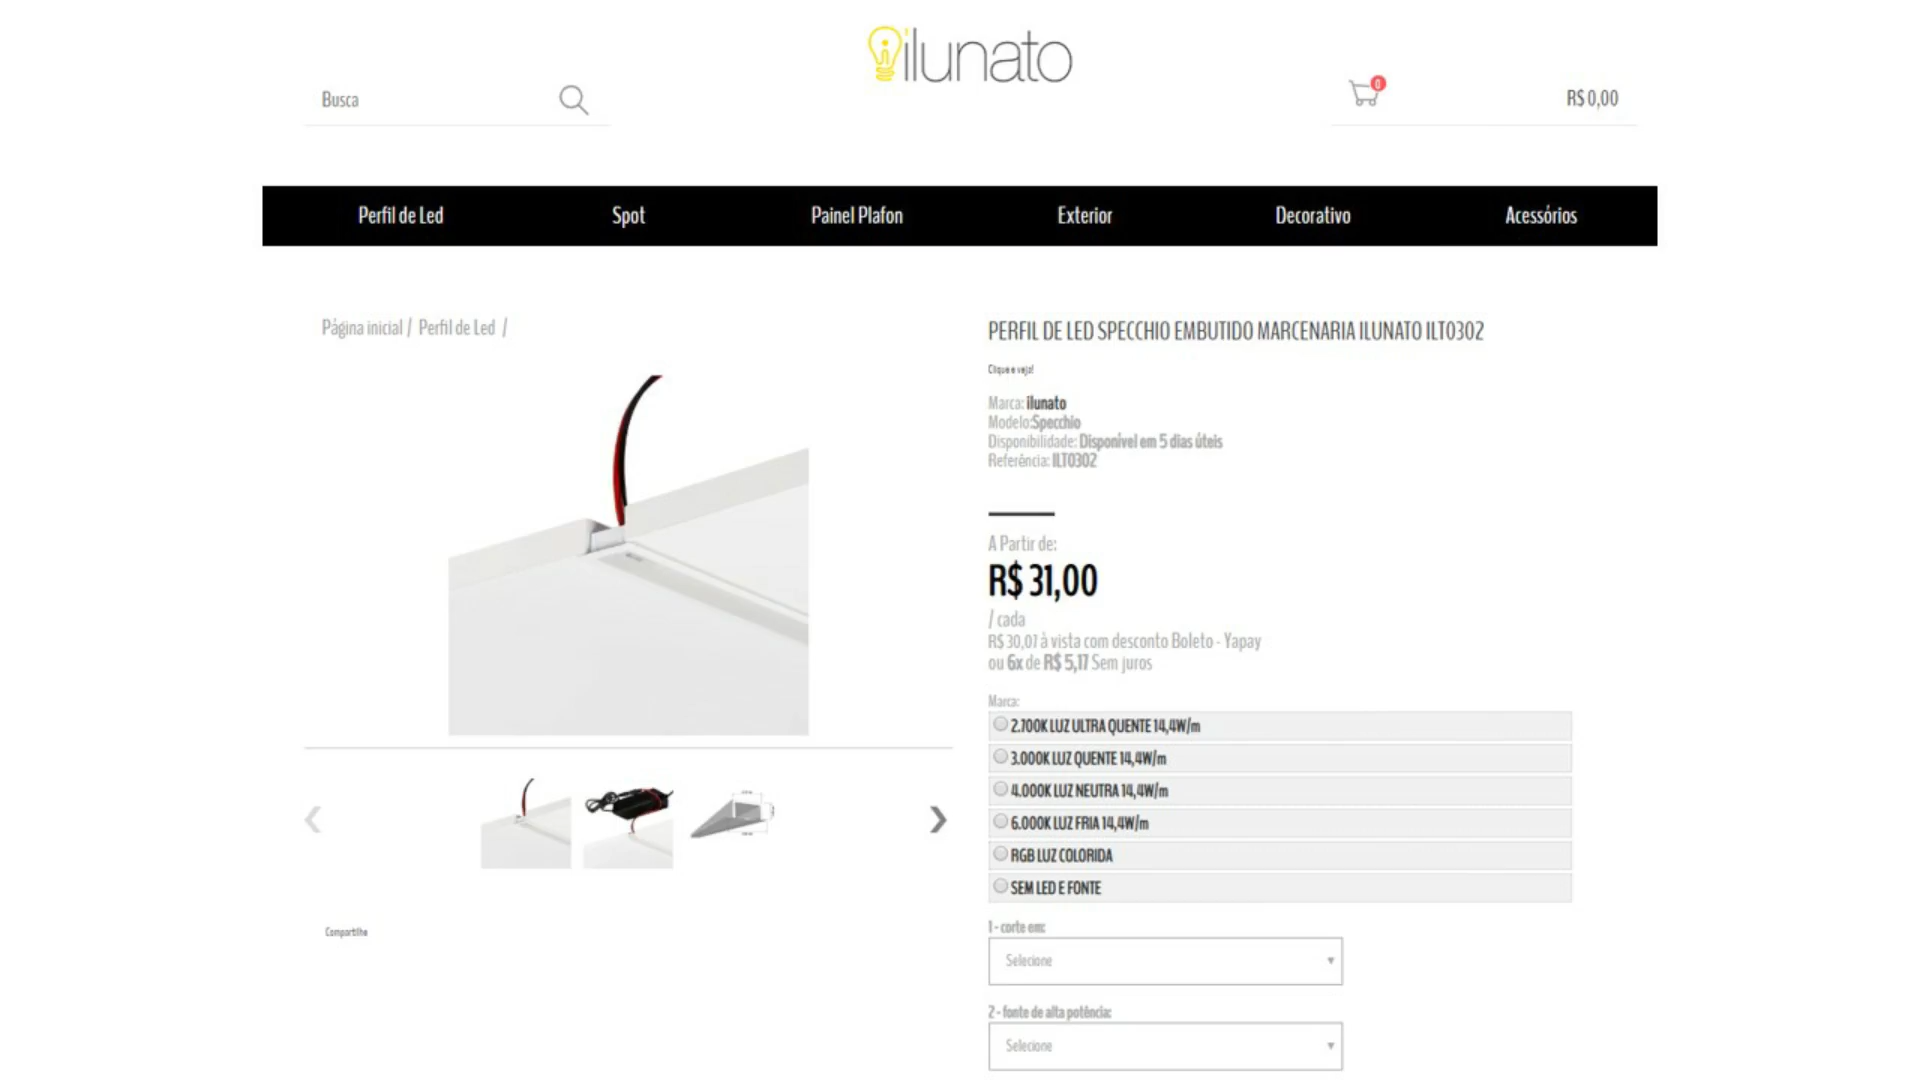 ilunato
Busca
0
R$ 0,00
Perfil de Led
Spot
Painel Plafon
Exterior
Decorativo
Acessórios
Página inicial / Perfil de Led /
PERFIL DE LED SPECCHIO EMBUTIDO MARCENARIA ILUNATO ILT0302
Clique e veja!
Marca: ilunato
Modelo:Specchio
Disponibilidade: Disponível em 5 dias úteis
Referência: ILT0302
A Partir de:
R$ 31,00
/ cada
R$ 30,07 à vista com desconto Boleto - Yapay
ou 6x de R$ 5,17 Sem juros
Marca:
2.700K LUZ ULTRA QUENTE 14,4W/m
3.000K LUZ QUENTE 14,4W/m
4.000K LUZ NEUTRA 14,4W/m
6.000K LUZ FRIA 14,4W/m
RGB LUZ COLORIDA
SEM LED E FONTE
Compartilhe
1 - corte em:
Selecione
2 - fonte de alta potência:
Selecione